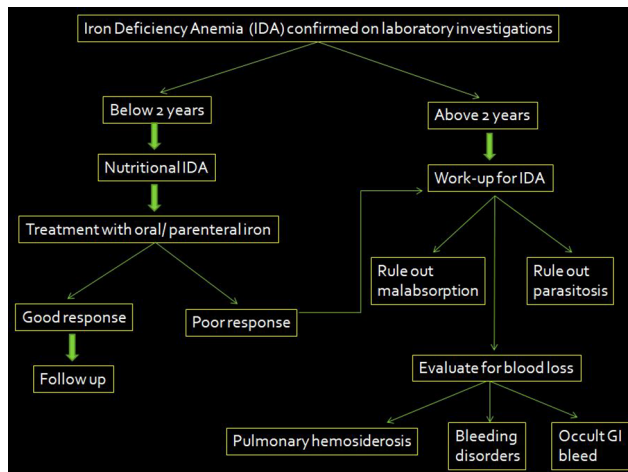 Iron Deficiency Anemia (IDA) confirmed on laboratory investigations
Below 2 years
Above 2 years
Nutritional IDA
Work-up for IDA
Treatment with oral/ parenteral iron
Rule out
malabsorption
Rule out
parasitosis
Good response
Poor response
Follow up
Evaluate for blood loss
Pulmonary hemosiderosis
Bleeding
disorders
Occult GI
bleed